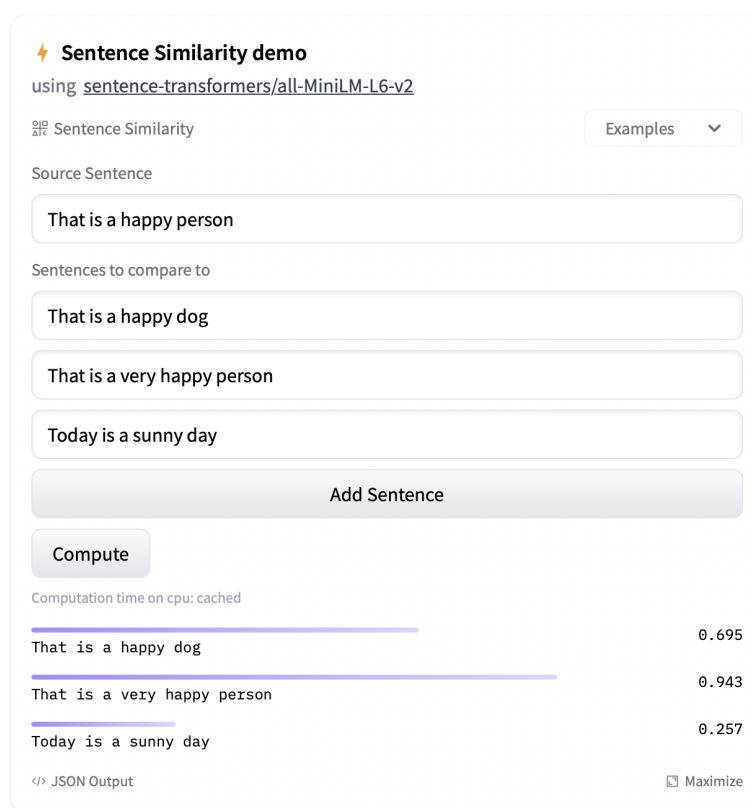 Sentence Similarity demo
using sentence-transformers/all-MiniLM-L6-v2
Sentence Similarity
Examples
Source Sentence
That is a happy person
Sentences to compare to
That is a happy dog
That is a very happy person
Today is a sunny day
Add Sentence
Compute
Computation time on cpu: cached
That is a happy dog 0.695
That is a very happy person 0.943
Today is a sunny day 0.257
</> JSON Output
Maximize